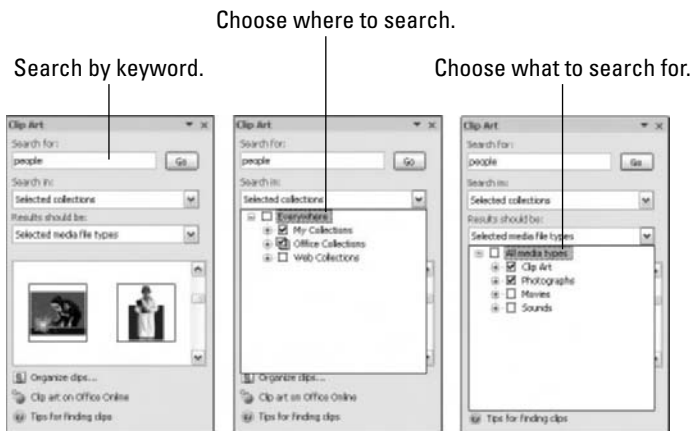 Choose where to search.
Search by keyword.
Choose what to search for.
Clip Art
Search for:
people
Go
Search in:
Selected collections
Results should be:
Selected media file types
Organize clips...
Clip art on Office Online
Tips for finding clips
Clip Art
Search for:
people
Go
Search in:
Selected collections
Everywhere
My Collections
Office Collections
Web Collections
Organize clips...
Clip art on Office Online
Tips for finding clips
Clip Art
Search for:
people
Go
Search in:
Selected collections
Results should be:
Selected media file types
All media types
Clip Art
Photographs
Movies
Sounds
Tips for finding clips